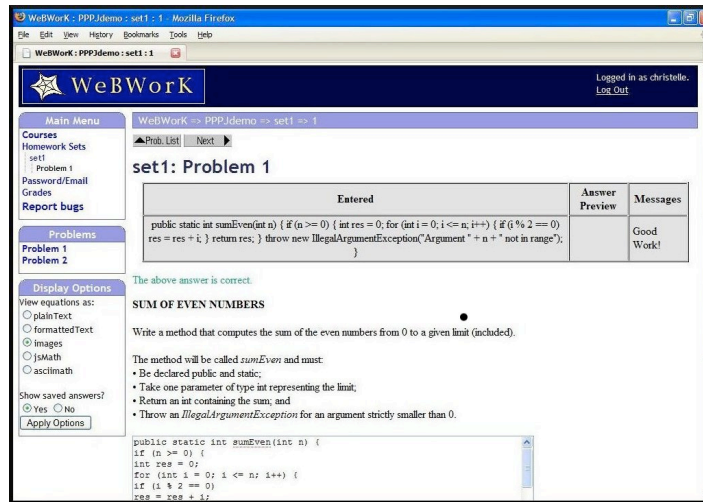 WeBWorK : PPPJdemo : set1 : 1 - Mozilla Firefox
File Edit View History Bookmarks Tools Help
WeBWorK : PPPJdemo : set1 : 1
WeBWorK
Logged in as christelle.
Log Out
Main Menu
Courses
Homework Sets
set1
Problem 1
Password/Email
Grades
Report bugs
Problems
Problem 1
Problem 2
Display Options
View equations as:
plainText
formattedText
images
jsMath
asciimath
Show saved answers?
Yes No
Apply Options
WeBWorK => PPPJdemo => set1 => 1
Prob. List Next
set1: Problem 1
Entered Answer Preview Messages
public static int sumEven(int n) { if (n >= 0) { int res = 0; for (int i = 0; i <= n; i++) { if (i % 2 == 0)
res = res + i; } return res; } throw new IllegalArgumentException("Argument " + n + " not in range");
}
Good
Work!
The above answer is correct.
SUM OF EVEN NUMBERS
Write a method that computes the sum of the even numbers from 0 to a given limit (included).
The method will be called sumEven and must:
• Be declared public and static;
• Take one parameter of type int representing the limit;
• Return an int containing the sum; and
• Throw an IllegalArgumentException for an argument strictly smaller than 0.
public static int sumEven(int n) {
if (n >= 0) {
int res = 0;
for (int i = 0; i <= n; i++) {
if (i % 2 == 0)
res = res + i;